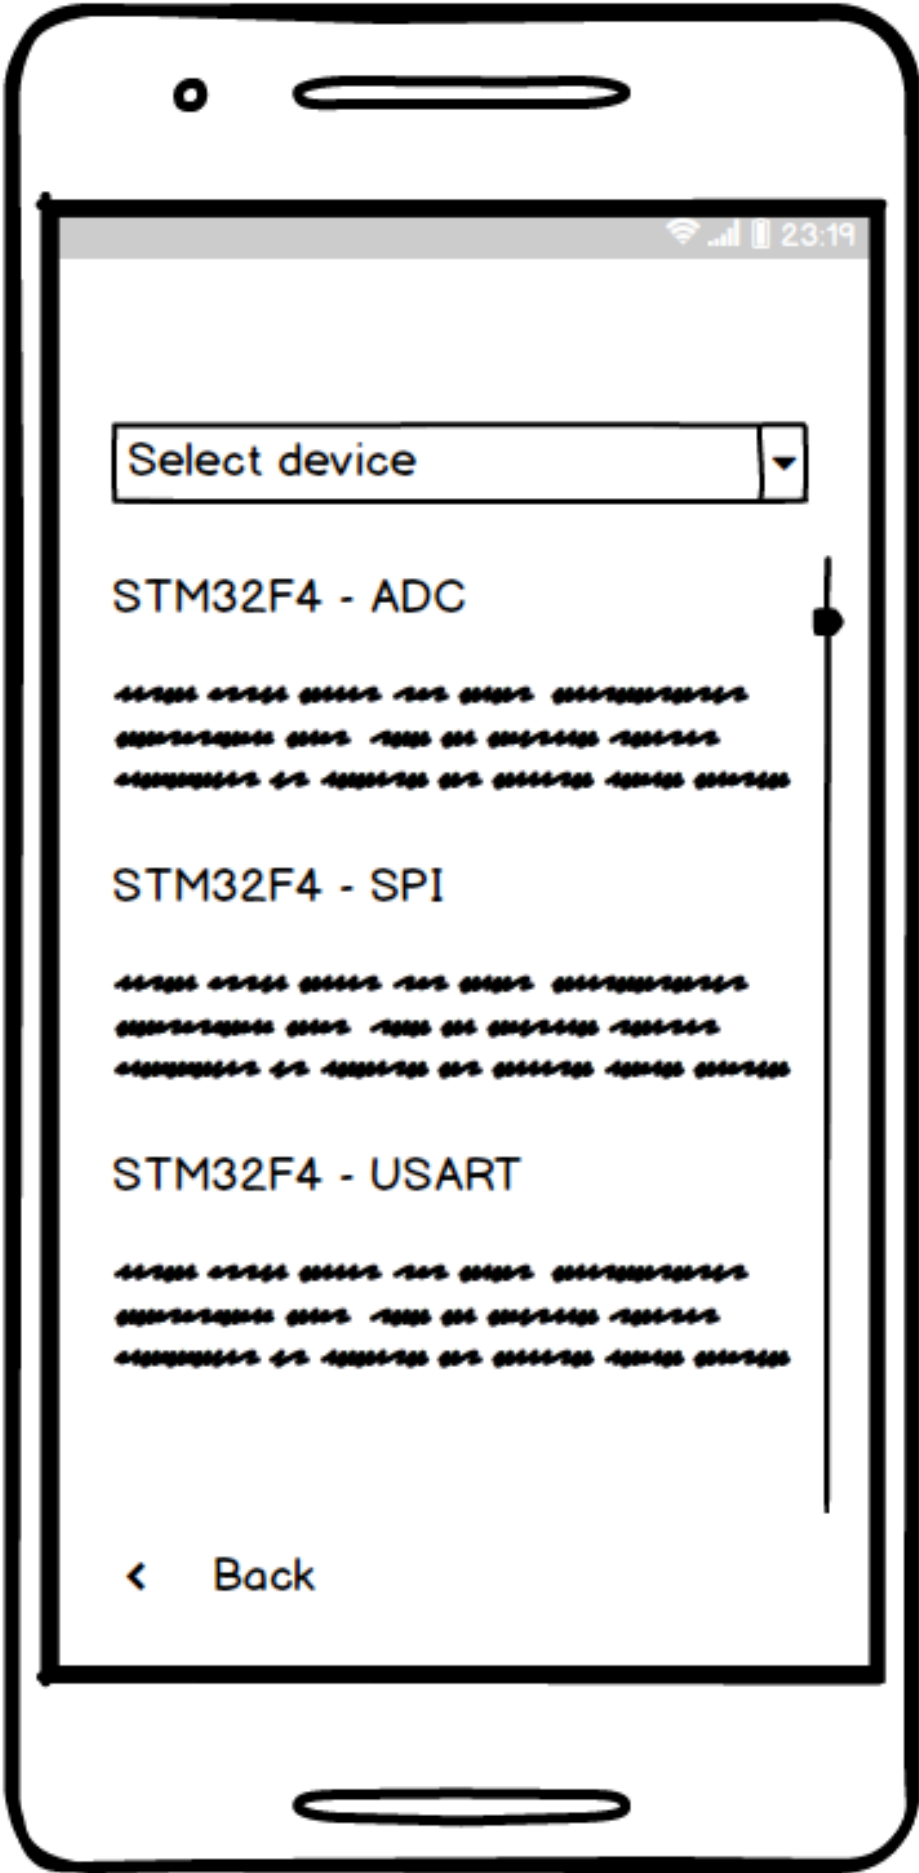 23:19
Select device
STM32F4 - ADC
STM32F4 - SPI
STM32F4 - USART
Back